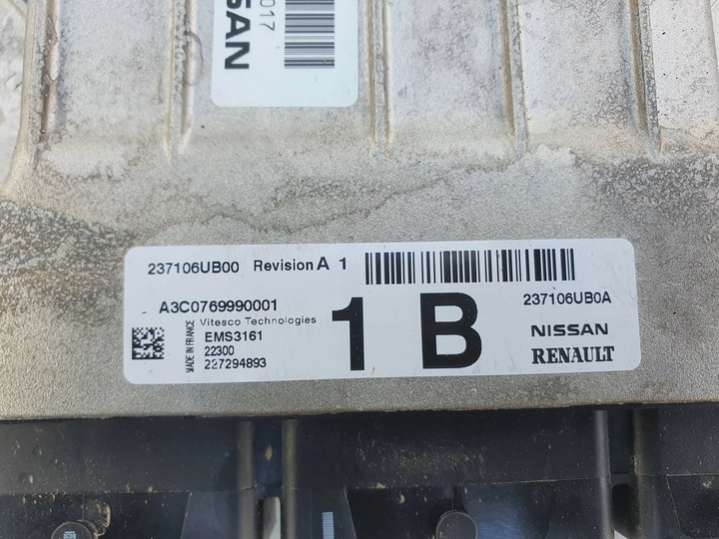 017
SAN
237106UB00 Revision A 1
A3C0769990001
237106UB0A
Vitesco Technologies
MADE IN FRANCE
EMS3161
22300
227294893
1 B
NISSAN
RENAULT